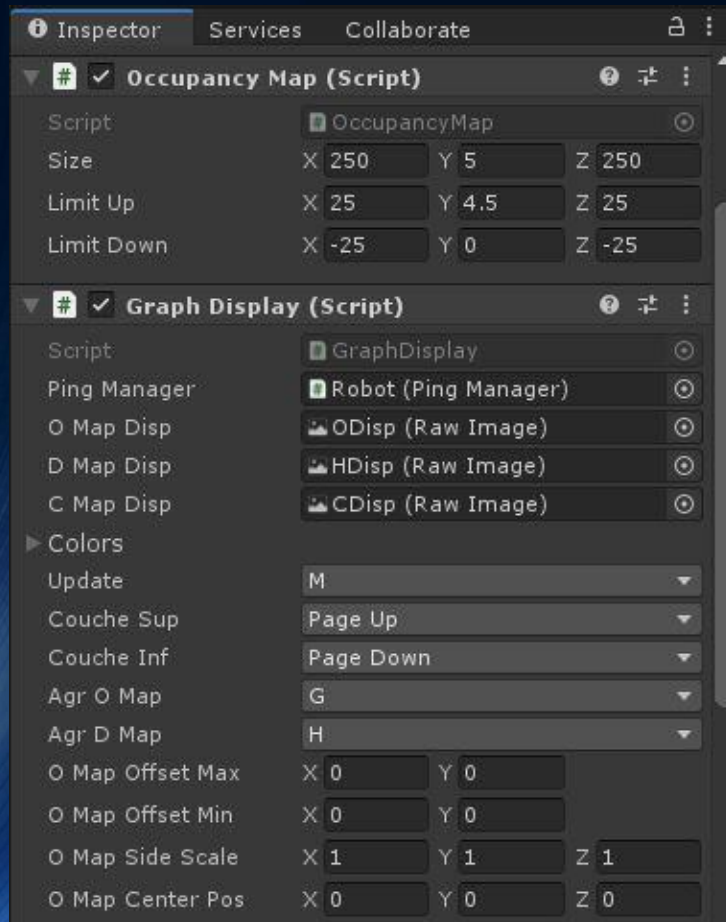 Inspector Services Collaborate
Occupancy Map (Script)
Script OccupancyMap
Size X 250 Y 5 Z 250
Limit Up X 25 Y 4.5 Z 25
Limit Down X -25 Y 0 Z -25
Graph Display (Script)
Script GraphDisplay
Ping Manager Robot (Ping Manager)
O Map Disp ODisp (Raw Image)
D Map Disp HDisp (Raw Image)
C Map Disp CDisp (Raw Image)
Colors
Update M
Couche Sup Page Up
Couche Inf Page Down
Agr O Map G
Agr D Map H
O Map Offset Max X 0 Y 0
O Map Offset Min X 0 Y 0
O Map Side Scale X 1 Y 1 Z 1
O Map Center Pos X 0 Y 0 Z 0